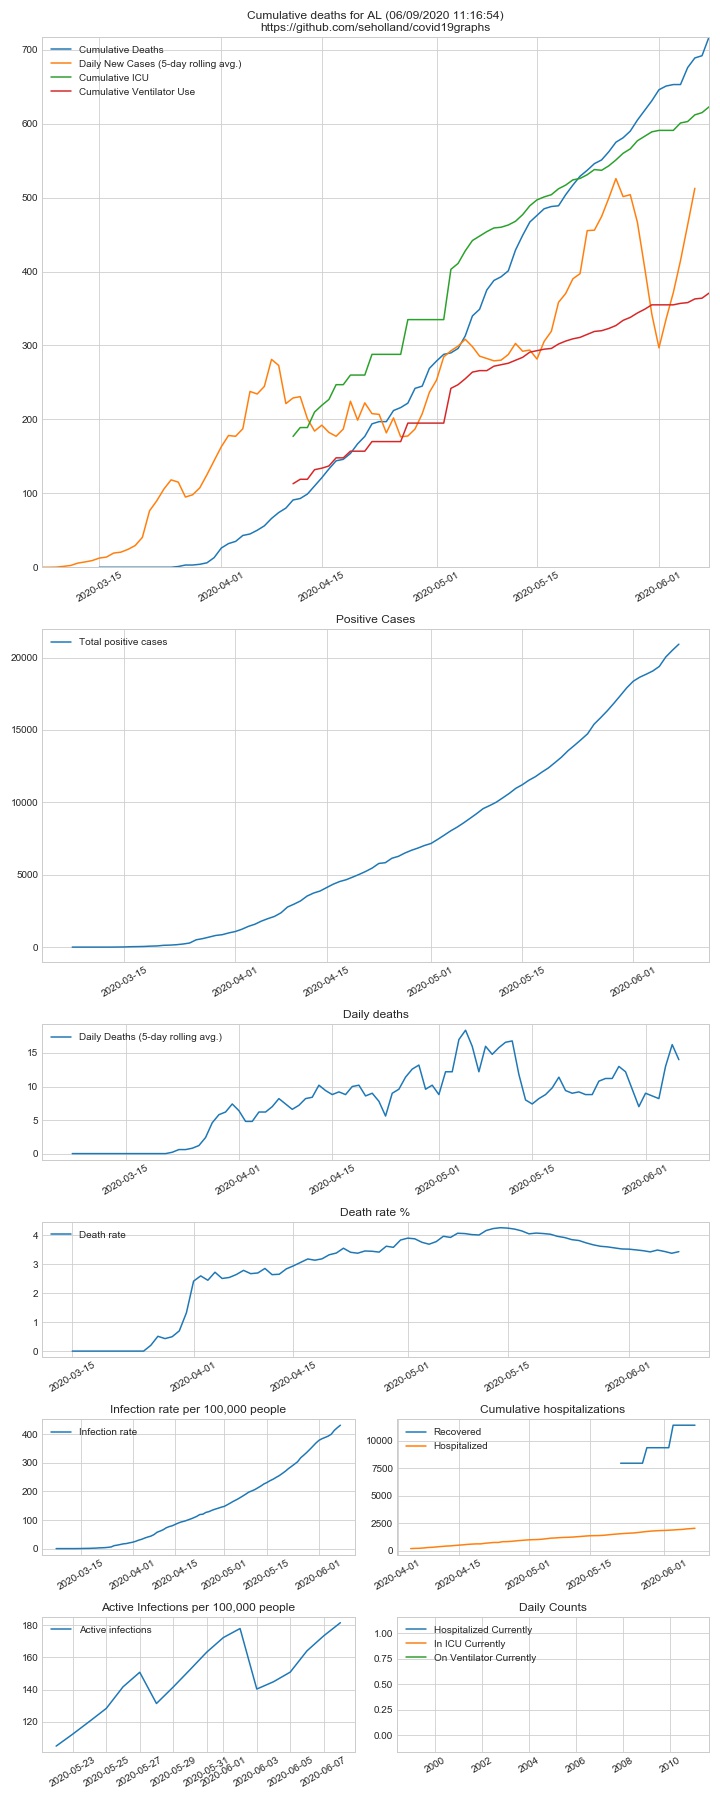 Cumulative deaths for AL (06/09/2020 11:16:54)
https://github.com/seholland/covid19graphs
Cumulative Deaths
Daily New Cases (5-day rolling avg.)
Cumulative ICU
Cumulative Ventilator Use
700
600
500
400
300
200
100
0
2020-03-15 2020-04-01 2020-04-15 2020-05-01 2020-05-15 2020-06-01
Positive Cases
Total positive cases
20000
15000
10000
5000
0
2020-03-15 2020-04-01 2020-04-15 2020-05-01 2020-05-15 2020-06-01
Daily deaths
Daily Deaths (5-day rolling avg.)
15
10
5
0
2020-03-15 2020-04-01 2020-04-15 2020-05-01 2020-05-15 2020-06-01
Death rate %
Death rate
4
3
2
1
0
2020-03-15 2020-04-01 2020-04-15 2020-05-01 2020-05-15 2020-06-01
Infection rate per 100,000 people
Infection rate
400
300
200
100
0
2020-03-15 2020-04-01 2020-04-15 2020-05-01 2020-05-15 2020-06-01
Cumulative hospitalizations
Recovered
Hospitalized
10000
7500
5000
2500
0
2020-04-01 2020-04-15 2020-05-01 2020-05-15 2020-06-01
Active Infections per 100,000 people
Active infections
180
160
140
120
2020-05-23 2020-05-25 2020-05-27 2020-05-29 2020-05-31 2020-06-01 2020-06-03 2020-06-05 2020-06-07
Daily Counts
Hospitalized Currently
In ICU Currently
On Ventilator Currently
1.00
0.75
0.50
0.25
0.00
2000 2002 2004 2006 2008 2010